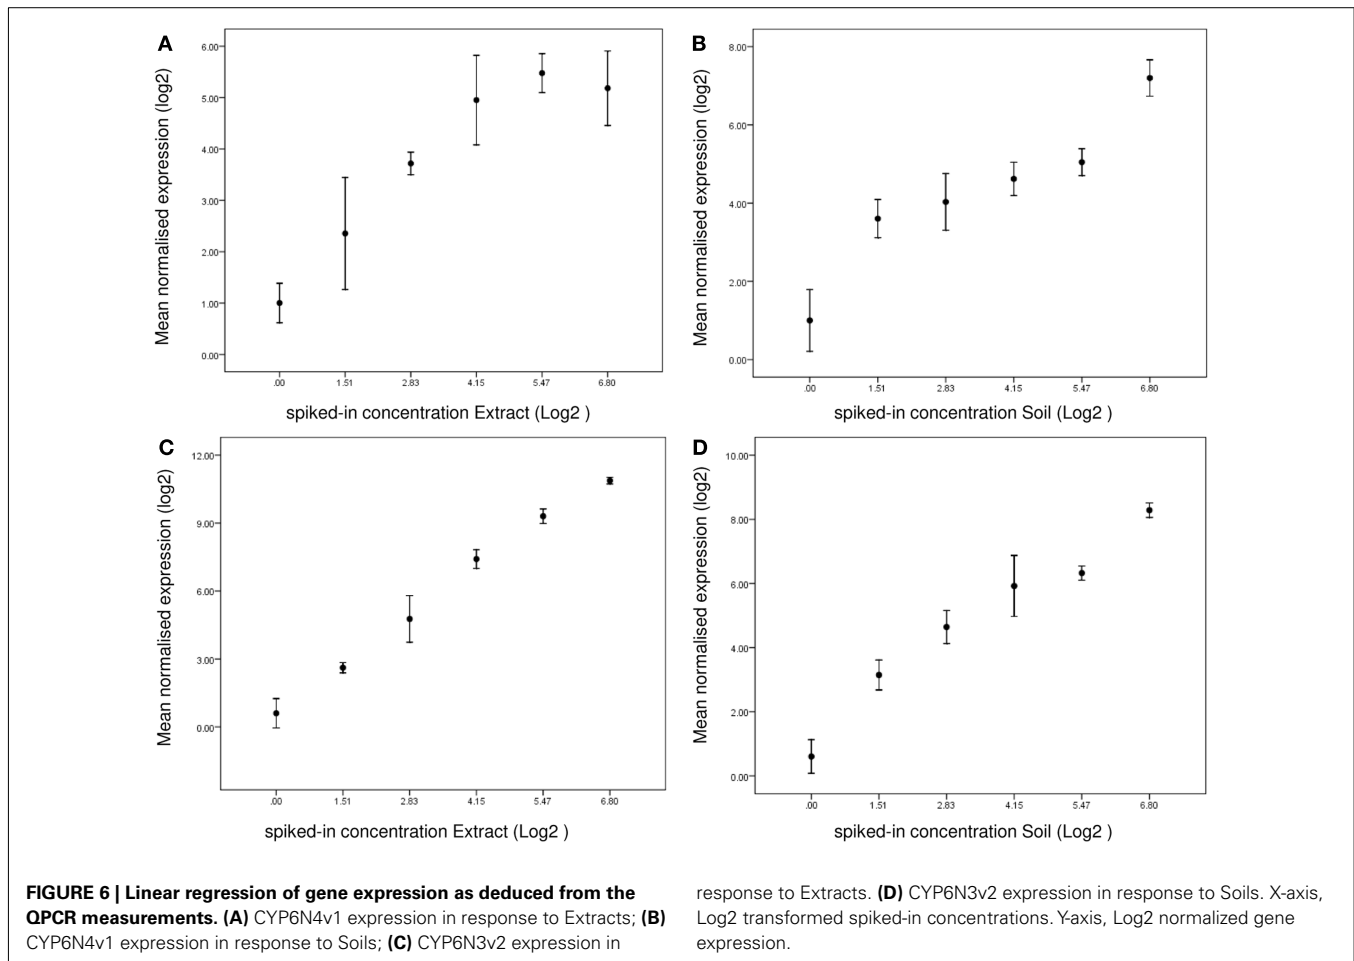 A
Mean normalised expression (log2)
6.00
5.00
4.00
3.00
2.00
1.00
0.00
.00 1.51 2.83 4.15 5.47 6.80
spiked-in concentration Extract (Log2 )
B
Mean normalised expression (log2)
8.00
6.00
4.00
2.00
0.00
.00 1.51 2.83 4.15 5.47 6.80
spiked-in concentration Soil (Log2 )
C
Mean normalised expression (log2)
12.00
9.00
6.00
3.00
0.00
.00 1.51 2.83 4.15 5.47 6.80
spiked-in concentration Extract (Log2 )
D
Mean normalised expression (log2)
10.00
8.00
6.00
4.00
2.00
0.00
.00 1.51 2.83 4.15 5.47 6.80
spiked-in concentration Soil (Log2 )
FIGURE 6 | Linear regression of gene expression as deduced from the
QPCR measurements. (A) CYP6N4v1 expression in response to Extracts; (B)
CYP6N4v1 expression in response to Soils; (C) CYP6N3v2 expression in
response to Extracts. (D) CYP6N3v2 expression in response to Soils. X-axis,
Log2 transformed spiked-in concentrations. Y-axis, Log2 normalized gene
expression.